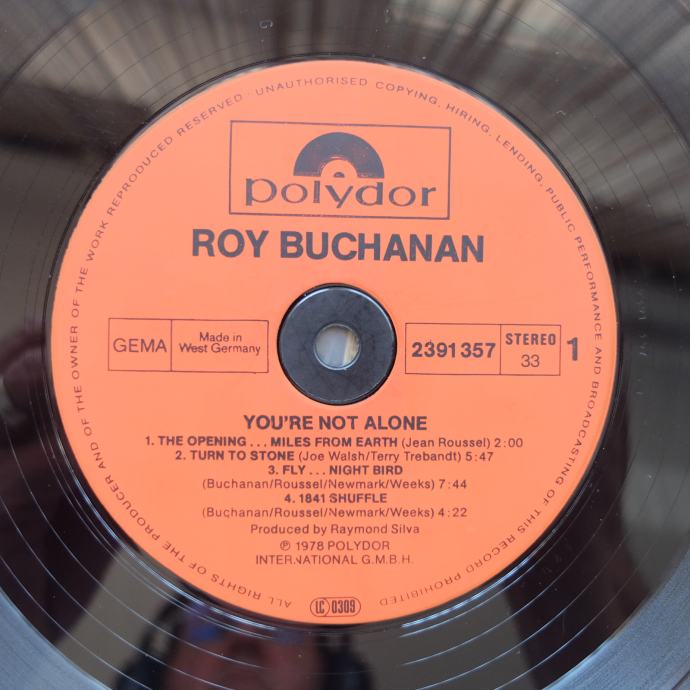 ALL RIGHTS OF THE PRODUCER AND OF THE OWNER OF THE WORK REPRODUCED RESERVED · UNAUTHORISED COPYING, HIRING, LENDING, PUBLIC PERFORMANCE AND BROADCASTING OF THIS RECORD PROHIBITED
polydor
ROY BUCHANAN
GEMA
Made in
West Germany
2391 357
STEREO
33
1
YOU'RE NOT ALONE
1. THE OPENING ... MILES FROM EARTH (Jean Roussel) 2:00
2. TURN TO STONE (Joe Walsh/Terry Trebandt) 5:47
3. FLY ... NIGHT BIRD
(Buchanan/Roussel/Newmark/Weeks) 7:44
4. 1841 SHUFFLE
(Buchanan/Roussel/Newmark/Weeks) 4:22
Produced by Raymond Silva
℗ 1978 POLYDOR
INTERNATIONAL G.M.B.H.
LC 0309